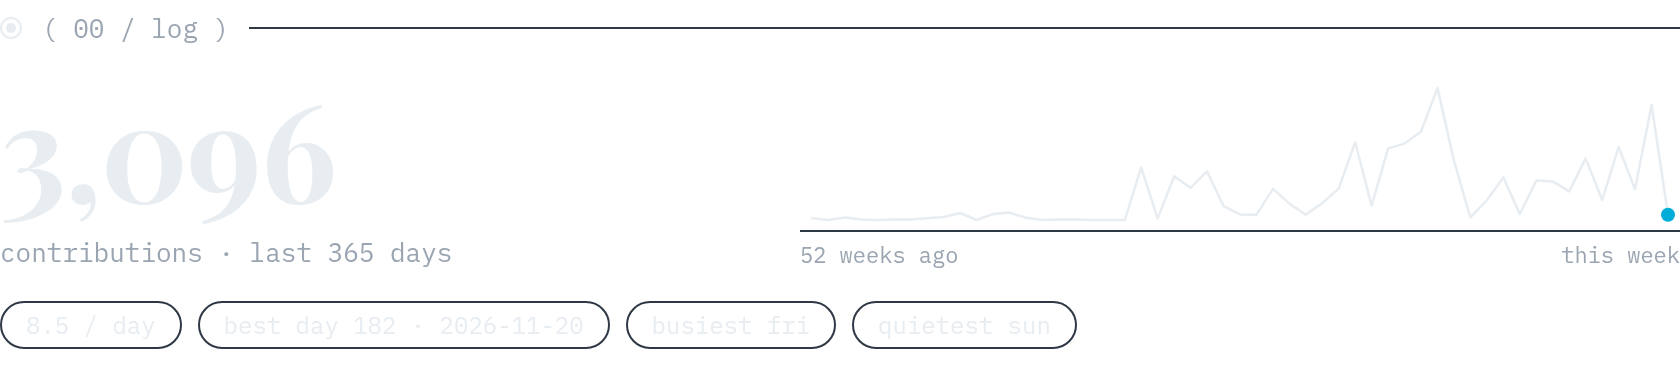 ( 00 / log )
3,096
contributions · last 365 days
52 weeks ago
this week
8.5 / day
best day 182 · 2026-11-20
busiest fri
quietest sun